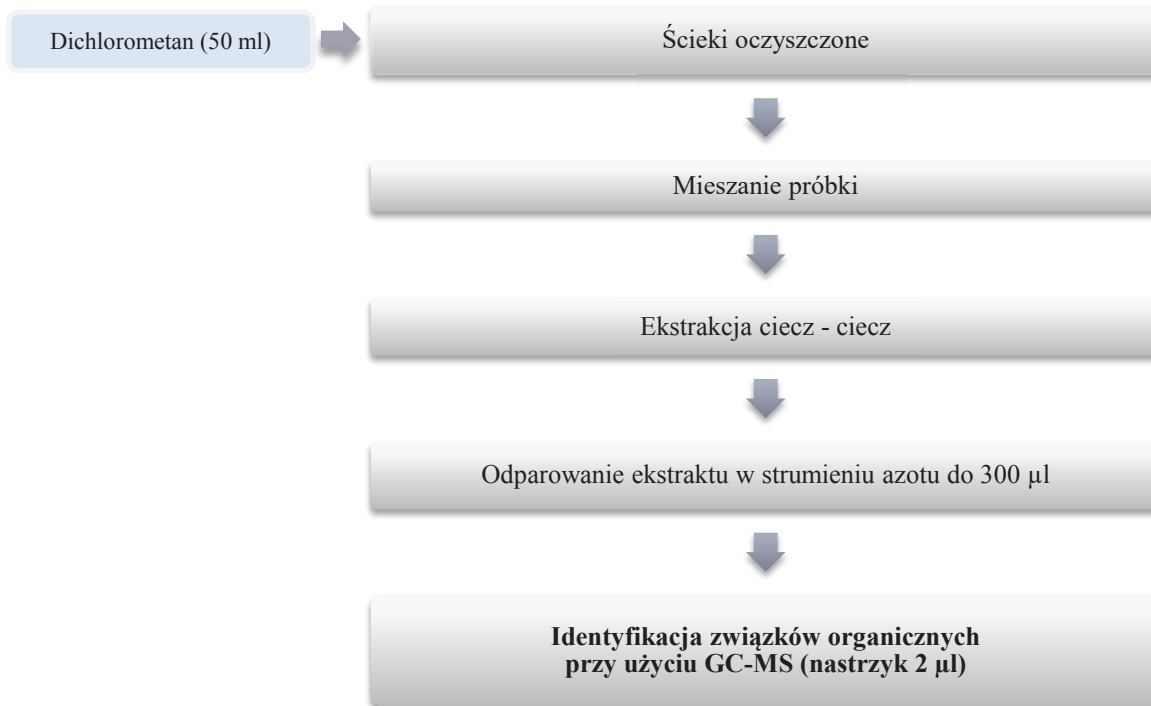 Dichlorometan (50 ml)
Ścieki oczyszczone
Mieszanie próbki
Ekstrakcja ciecz - ciecz
Odparowanie ekstraktu w strumieniu azotu do 300 µl
Identyfikacja związków organicznych
przy użyciu GC-MS (nastrzyk 2 µl)